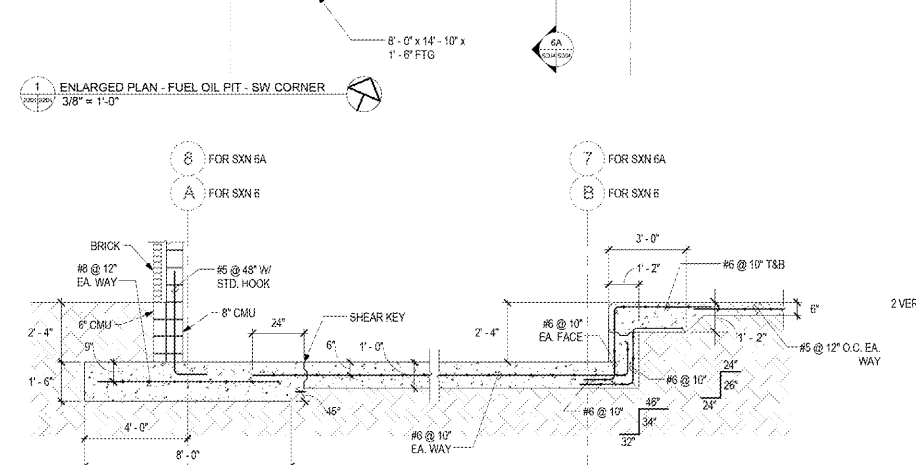 8' - 0" x 14' - 10" x
1' - 6" FTG
6A
1
ENLARGED PLAN - FUEL OIL PIT - SW CORNER
3/8" = 1'-0"
8
FOR SXN 6A
A
FOR SXN 6
7
FOR SXN 6A
B
FOR SXN 6
BRICK
#8 @ 12"
EA. WAY
#5 @ 48" W/
STD. HOOK
6" CMU
8" CMU
24"
SHEAR KEY
2' - 4"
9"
1' - 6"
6"
1' - 0"
45°
4' - 0"
8' - 0"
#6 @ 10"
EA. WAY
2' - 4"
#6 @ 10"
EA. FACE
3' - 0"
1' - 2"
#6 @ 10" T&B
6"
2 VER
1' - 2"
#5 @ 12" O.C. EA.
WAY
#6 @ 10"
#6 @ 10"
24"
26"
24"
46"
34"
32"